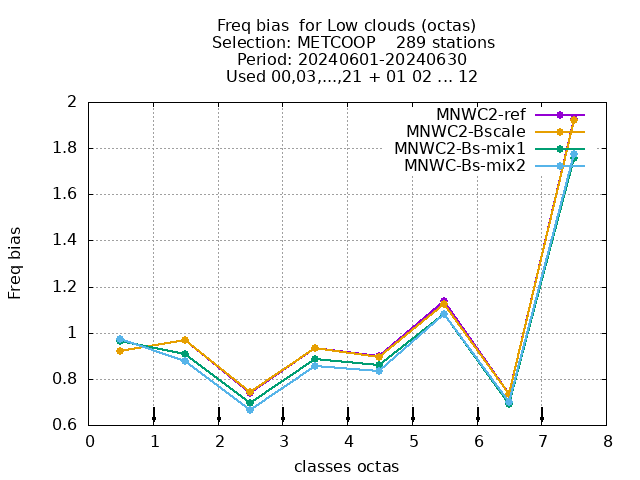 Freq bias  for Low clouds (octas)
Selection: METCOOP    289 stations
Period: 20240601-20240630
Used 00,03,...,21 + 01 02 ... 12
MNWC2-ref
MNWC2-Bscale
MNWC2-Bs-mix1
MNWC-Bs-mix2
Freq bias
2
1.8
1.6
1.4
1.2
1
0.8
0.6
0 1 2 3 4 5 6 7 8
classes octas